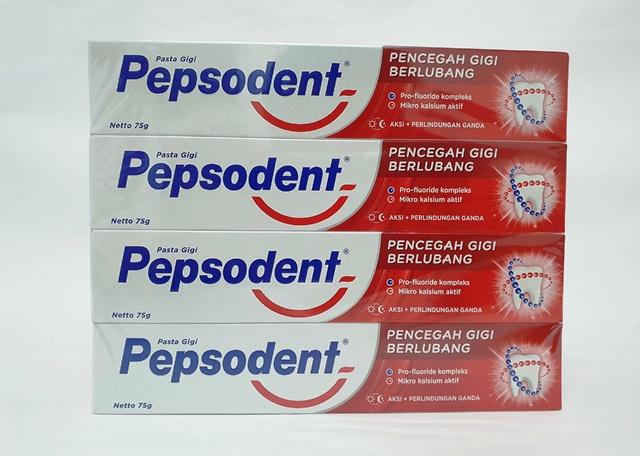 Pasta Gigi
Pepsodent®
Netto 75g
PENCEGAH GIGI
BERLUBANG
Pro-fluoride kompleks
Mikro kalsium aktif
AKSI + PERLINDUNGAN GANDA
Pasta Gigi
Pepsodent®
Netto 75g
PENCEGAH GIGI
BERLUBANG
Pro-fluoride kompleks
Mikro kalsium aktif
AKSI + PERLINDUNGAN GANDA
Pasta Gigi
Pepsodent®
Netto 75g
PENCEGAH GIGI
BERLUBANG
Pro-fluoride kompleks
Mikro kalsium aktif
AKSI + PERLINDUNGAN GANDA
Pasta Gigi
Pepsodent®
Netto 75g
PENCEGAH GIGI
BERLUBANG
Pro-fluoride kompleks
Mikro kalsium aktif
AKSI + PERLINDUNGAN GANDA